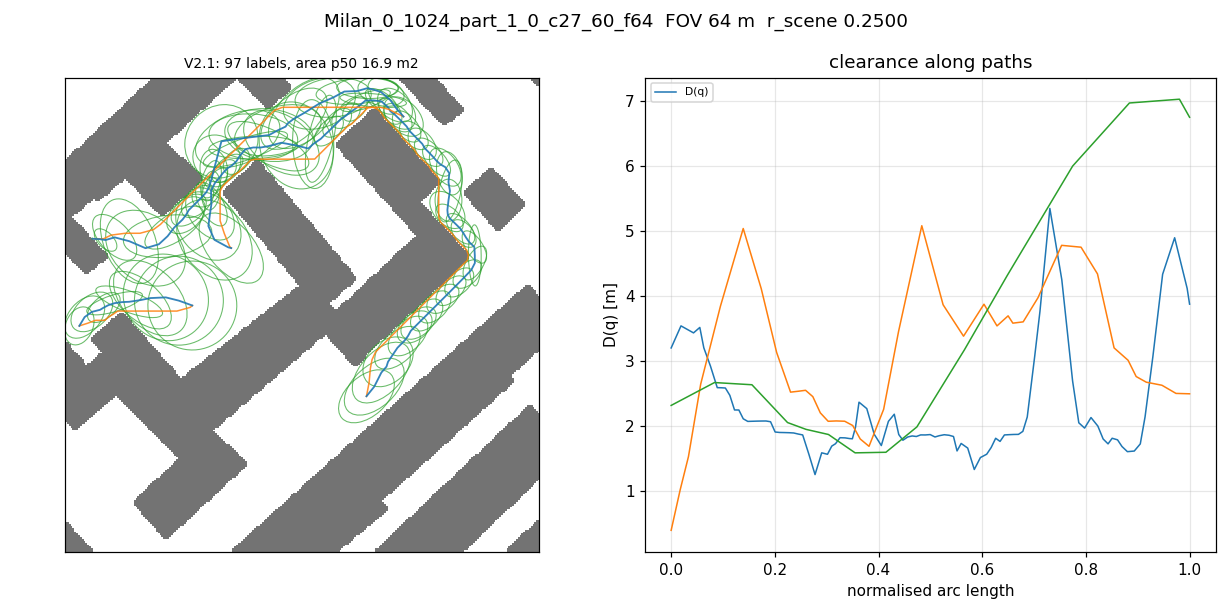 Milan_0_1024_part_1_0_c27_60_f64  FOV 64 m  r_scene 0.2500
V2.1: 97 labels, area p50 16.9 m2
clearance along paths
D(q)
7
6
5
4
3
2
1
D(q) [m]
0.0 0.2 0.4 0.6 0.8 1.0
normalised arc length